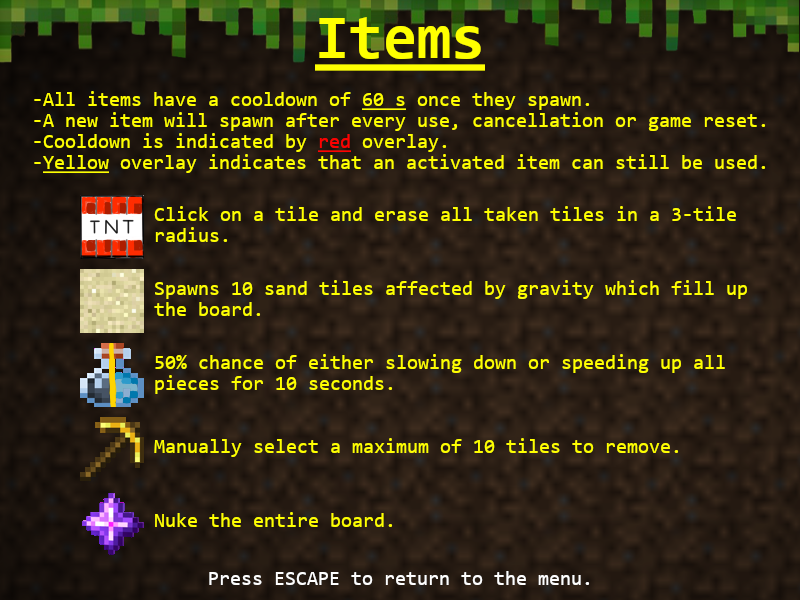 Items
-All items have a cooldown of 60 s once they spawn.
-A new item will spawn after every use, cancellation or game reset.
-Cooldown is indicated by red overlay.
-Yellow overlay indicates that an activated item can still be used.
TNT
Click on a tile and erase all taken tiles in a 3-tile
radius.
Spawns 10 sand tiles affected by gravity which fill up
the board.
50% chance of either slowing down or speeding up all
pieces for 10 seconds.
Manually select a maximum of 10 tiles to remove.
Nuke the entire board.
Press ESCAPE to return to the menu.